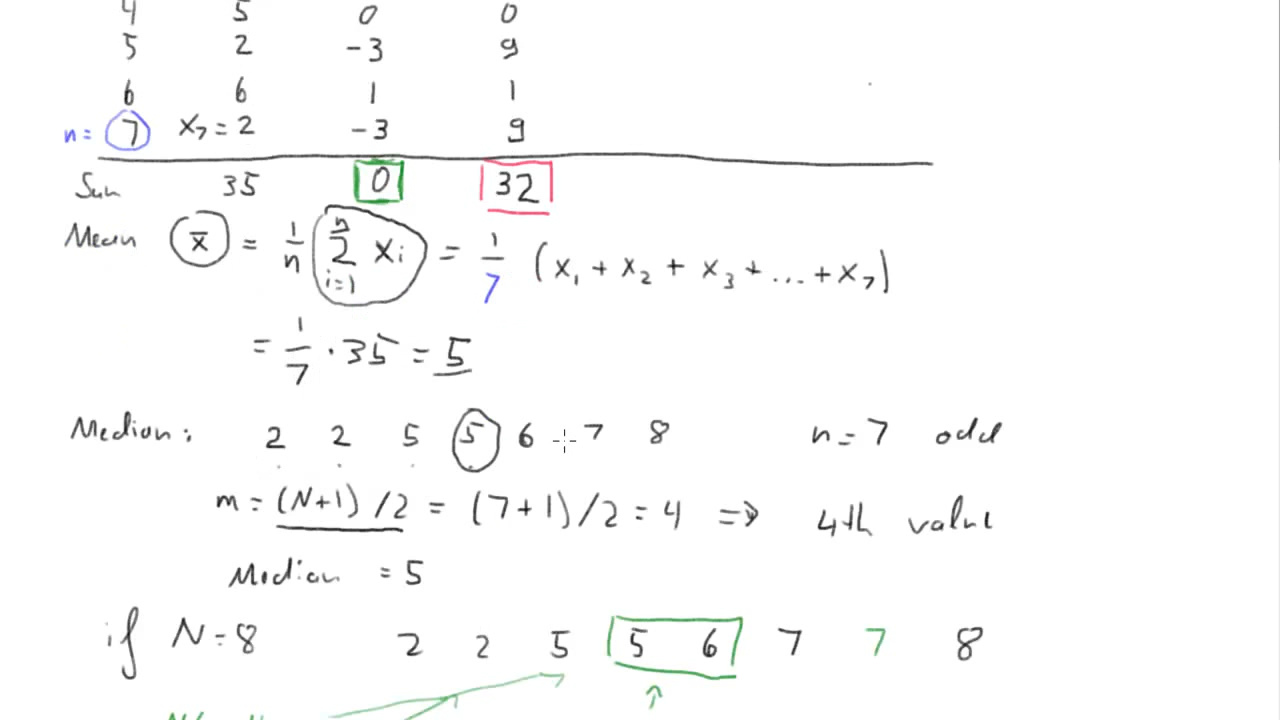 4 5 0 0
5 2 -3 9
6 6 1 1
n = 7 x₇ = 2 -3 9
Sum 35 0 32
Mean x̄ = 1/n Σ_{i=1}^{n} xᵢ = 1/7 (x₁ + x₂ + x₃ + ... + x₇)
= 1/7 · 35 = 5
Median: 2 2 5 5 6 7 8 n = 7 odd
m = (N+1)/2 = (7+1)/2 = 4 => 4th value
Median = 5
if N=8 2 2 5 5 6 7 7 8